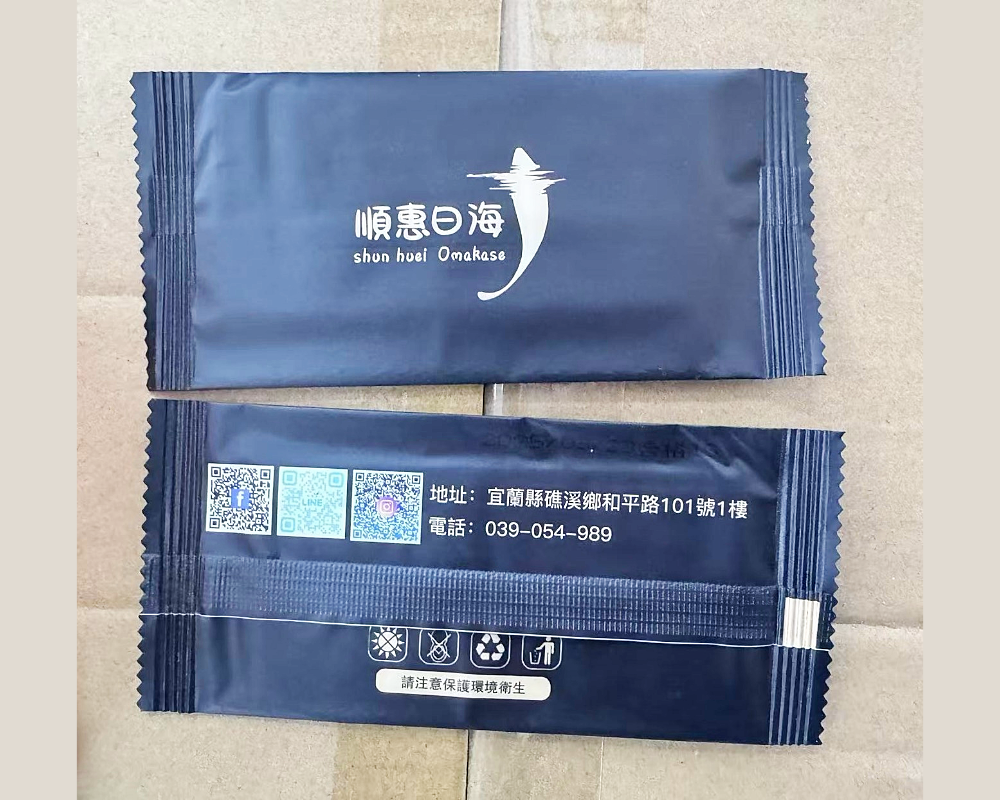 順惠日海
shun huei Omakase
LINE
地址：宜蘭縣礁溪鄉和平路101號1樓
電話：039-054-989
請注意保護環境衛生